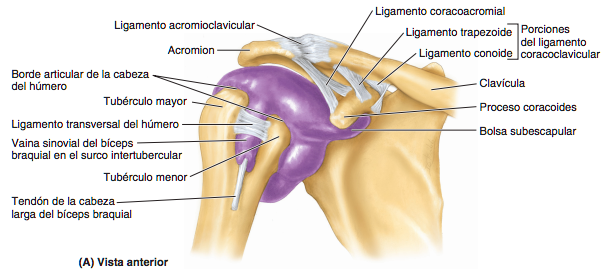 Ligamento acromioclavicular
Acromion
Borde articular de la cabeza
del húmero
Tubérculo mayor
Ligamento transversal del húmero
Vaina sinovial del bíceps
braquial en el surco intertubercular
Tubérculo menor
Tendón de la cabeza
larga del bíceps braquial
Ligamento coracoacromial
Ligamento trapezoide
Ligamento conoide
Porciones
del ligamento
coracoclavicular
Clavícula
Proceso coracoides
Bolsa subescapular
(A) Vista anterior